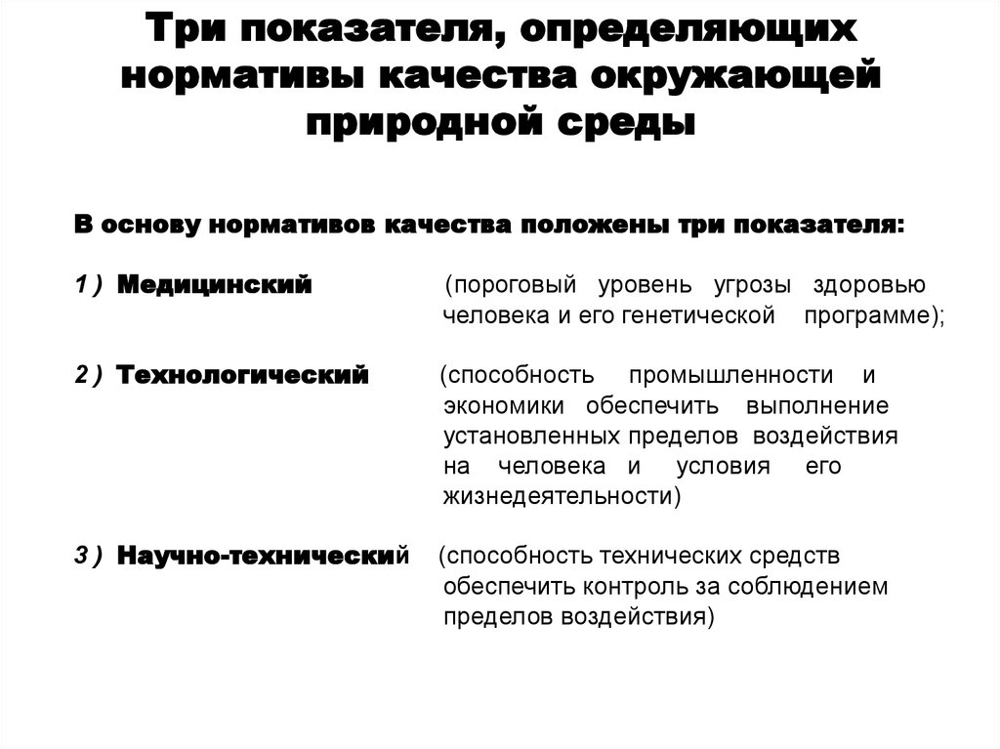 Три показателя, определяющих
нормативы качества окружающей
природной среды
В основу нормативов качества положены три показателя:
1) Медицинский (пороговый уровень угрозы здоровью
человека и его генетической программе);
2) Технологический (способность промышленности и
экономики обеспечить выполнение
установленных пределов воздействия
на человека и условия его
жизнедеятельности)
3) Научно-технический (способность технических средств
обеспечить контроль за соблюдением
пределов воздействия)